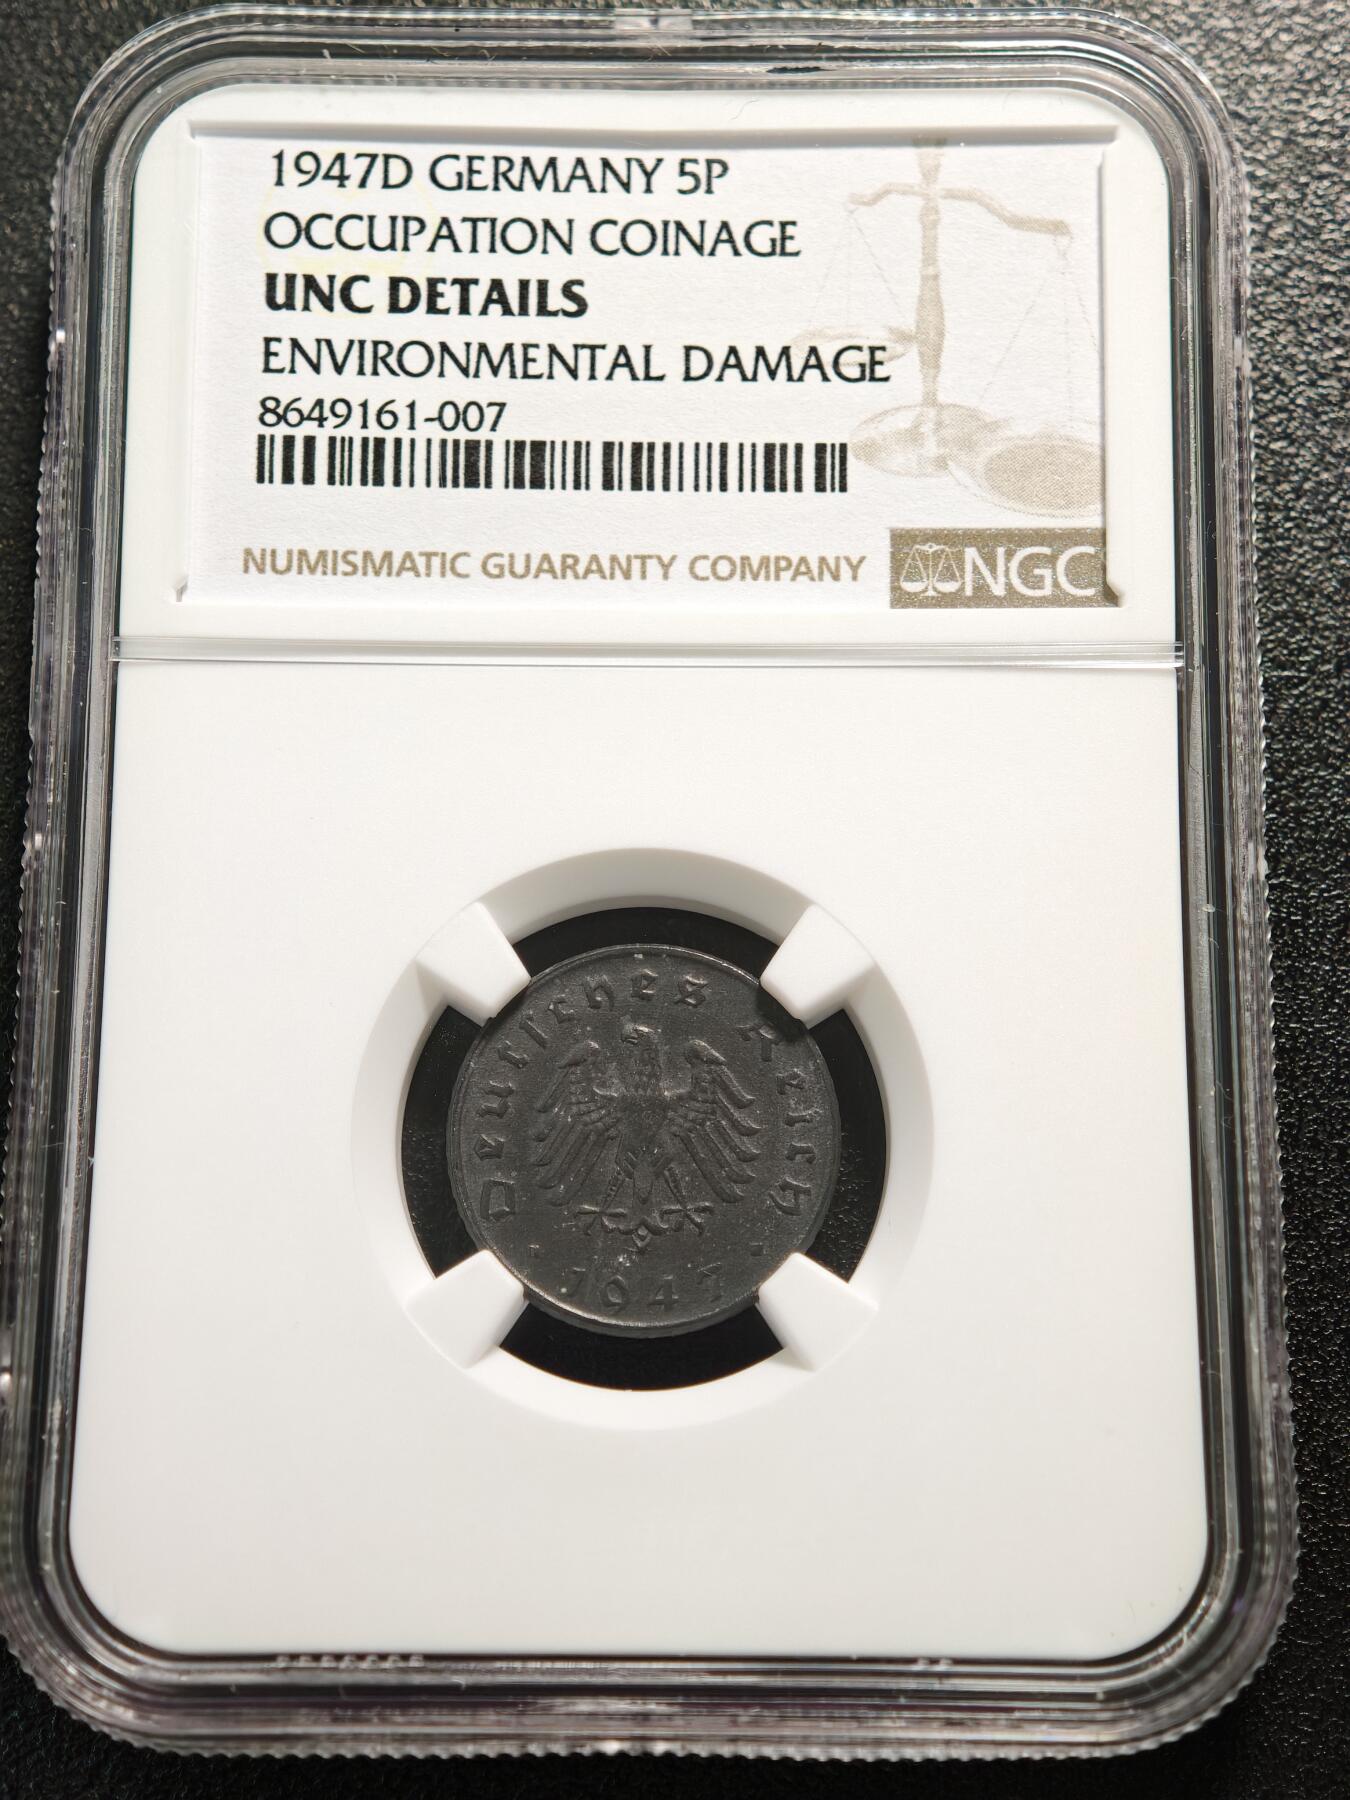 1947D GERMANY 5P
OCCUPATION COINAGE
UNC DETAILS
ENVIRONMENTAL DAMAGE
8649161-007
NUMISMATIC GUARANTY COMPANY
NGC
Deutsches Reich
1947